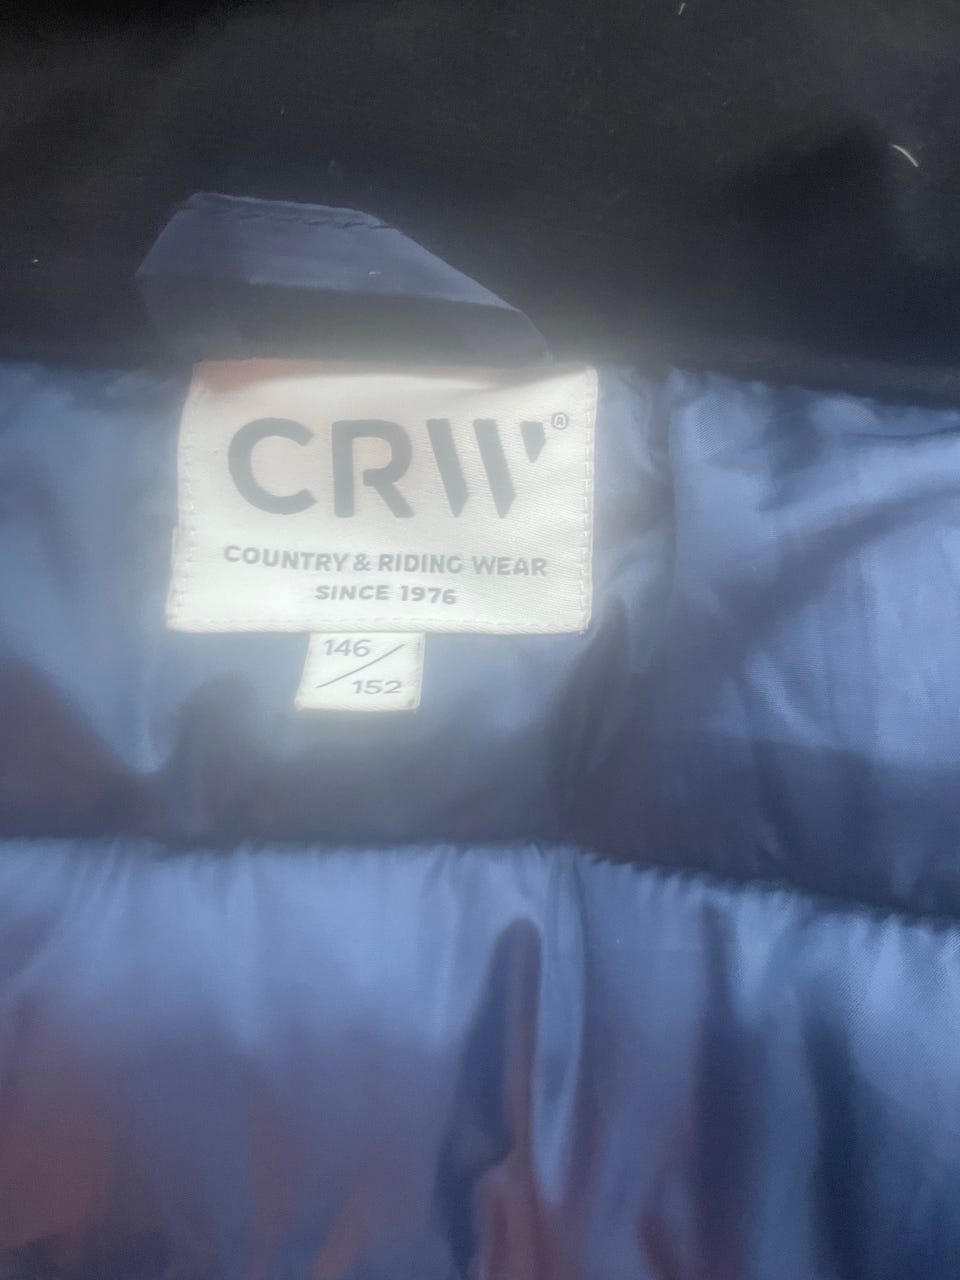 CRW®
COUNTRY & RIDING WEAR
SINCE 1976
146/152